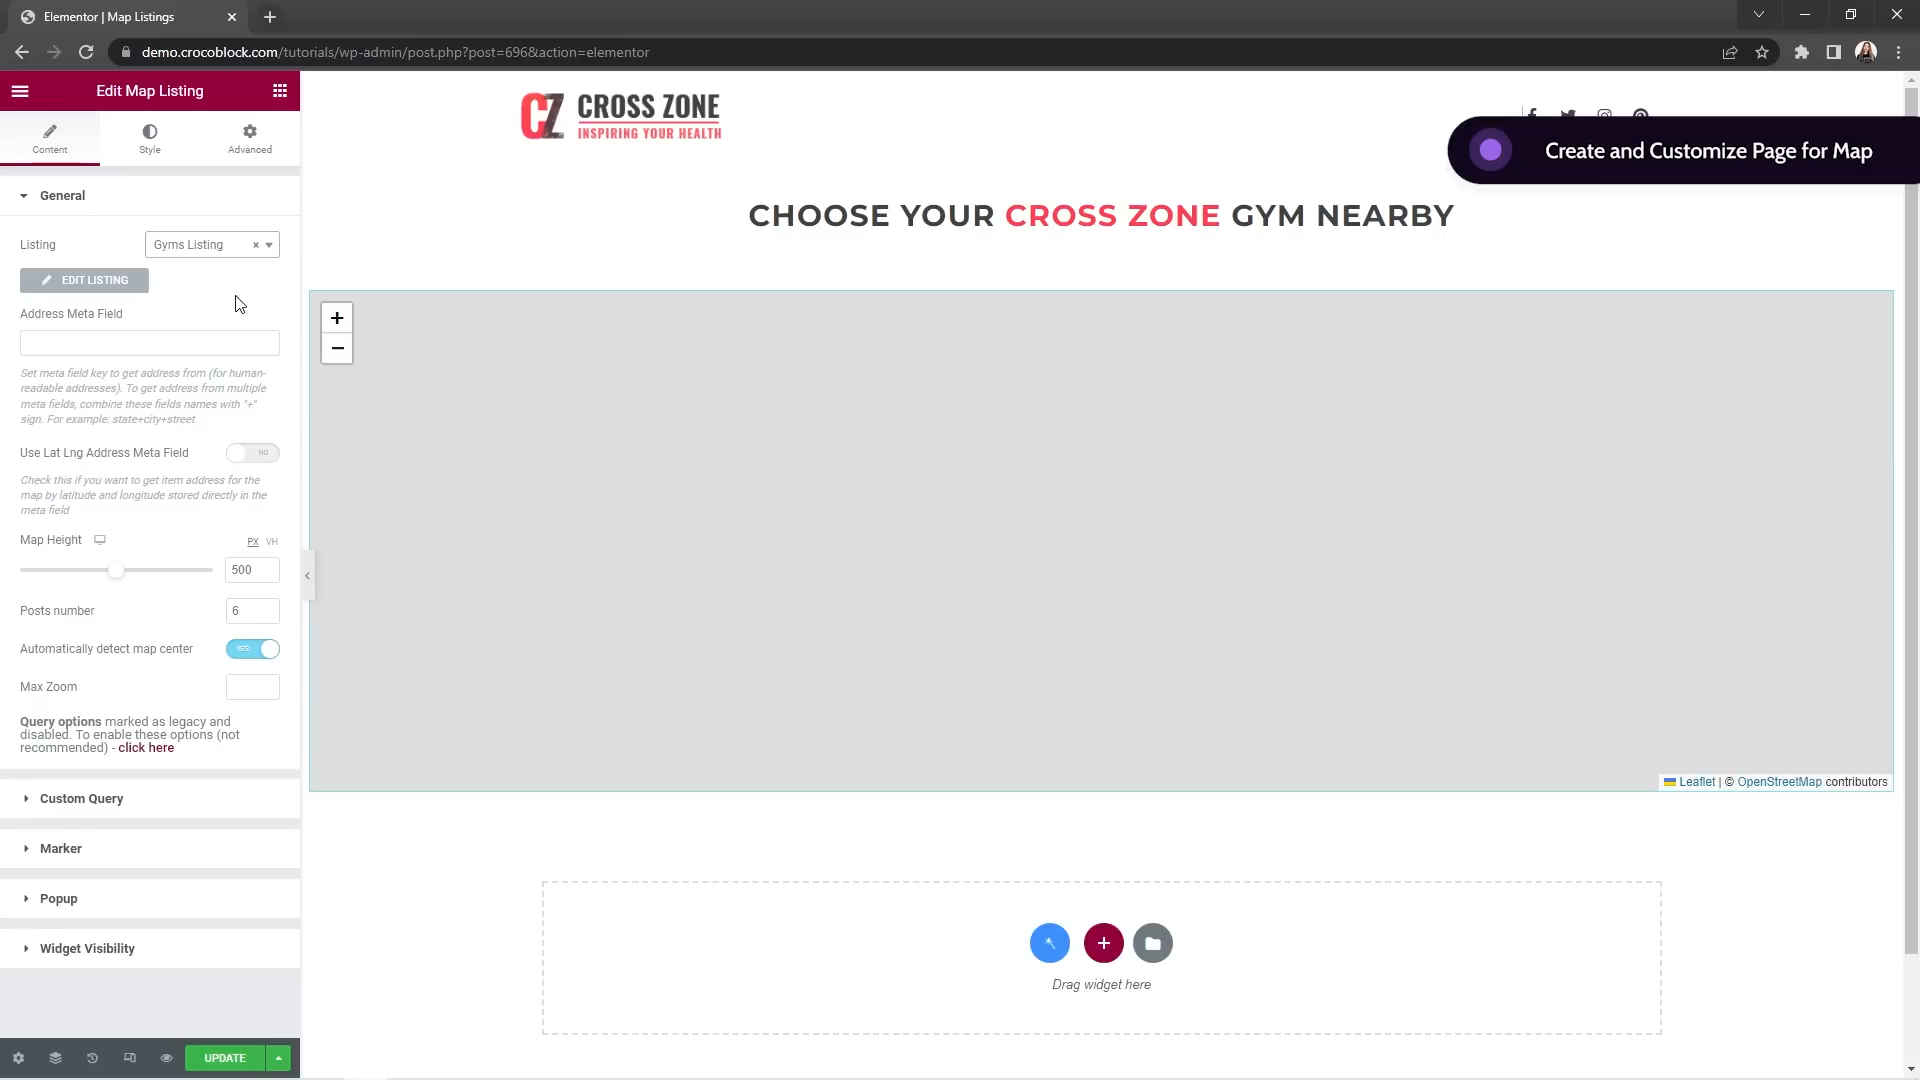 Elementor | Map Listings
demo.crocoblock.com/tutorials/wp-admin/post.php?post=696&action=elementor
Edit Map Listing
Content
Style
Advanced
General
Listing
Gyms Listing
EDIT LISTING
Address Meta Field
Set meta field key to get address from (for human-
readable addresses). To get address from multiple
meta fields, combine these fields names with "+"
sign. For example: state+city+street
Use Lat Lng Address Meta Field
NO
Check this if you want to get item address for the
map by latitude and longitude stored directly in the
meta field
Map Height
PX VH
500
Posts number
6
Automatically detect map center
YES
Max Zoom
Query options marked as legacy and
disabled. To enable these options (not
recommended) - click here
Custom Query
Marker
Popup
Widget Visibility
UPDATE
CZ CROSS ZONE
INSPIRING YOUR HEALTH
Create and Customize Page for Map
CHOOSE YOUR CROSS ZONE GYM NEARBY
+
−
Leaflet | © OpenStreetMap contributors
Drag widget here